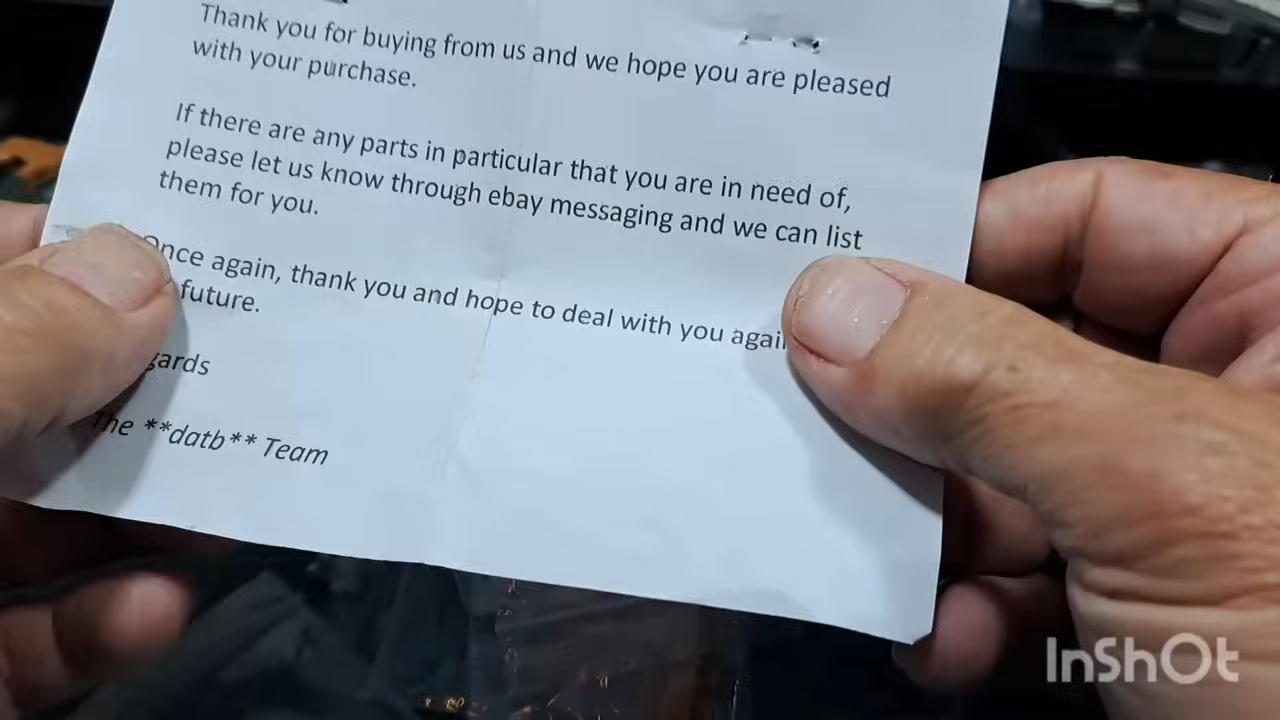 Thank you for buying from us and we hope you are pleased
with your purchase.
If there are any parts in particular that you are in need of,
please let us know through ebay messaging and we can list
them for you.
Once again, thank you and hope to deal with you again
future.
gards
The **datb** Team
InShOt